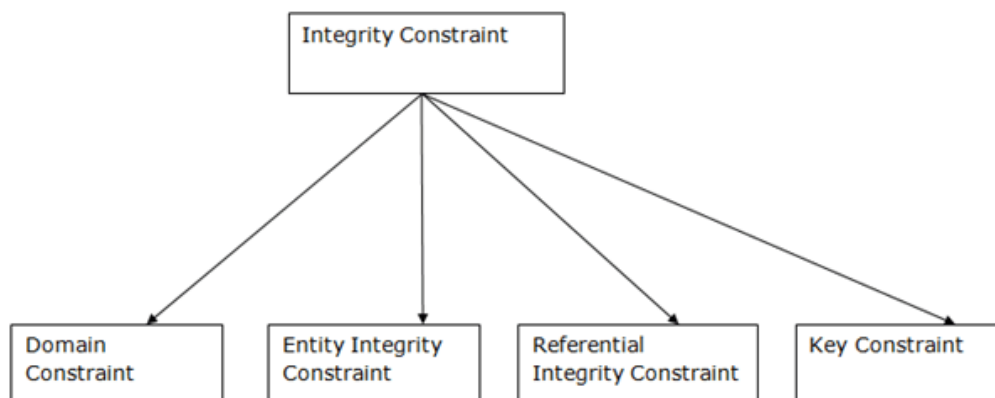 Integrity Constraint
Domain
Constraint
Entity Integrity
Constraint
Referential
Integrity Constraint
Key Constraint